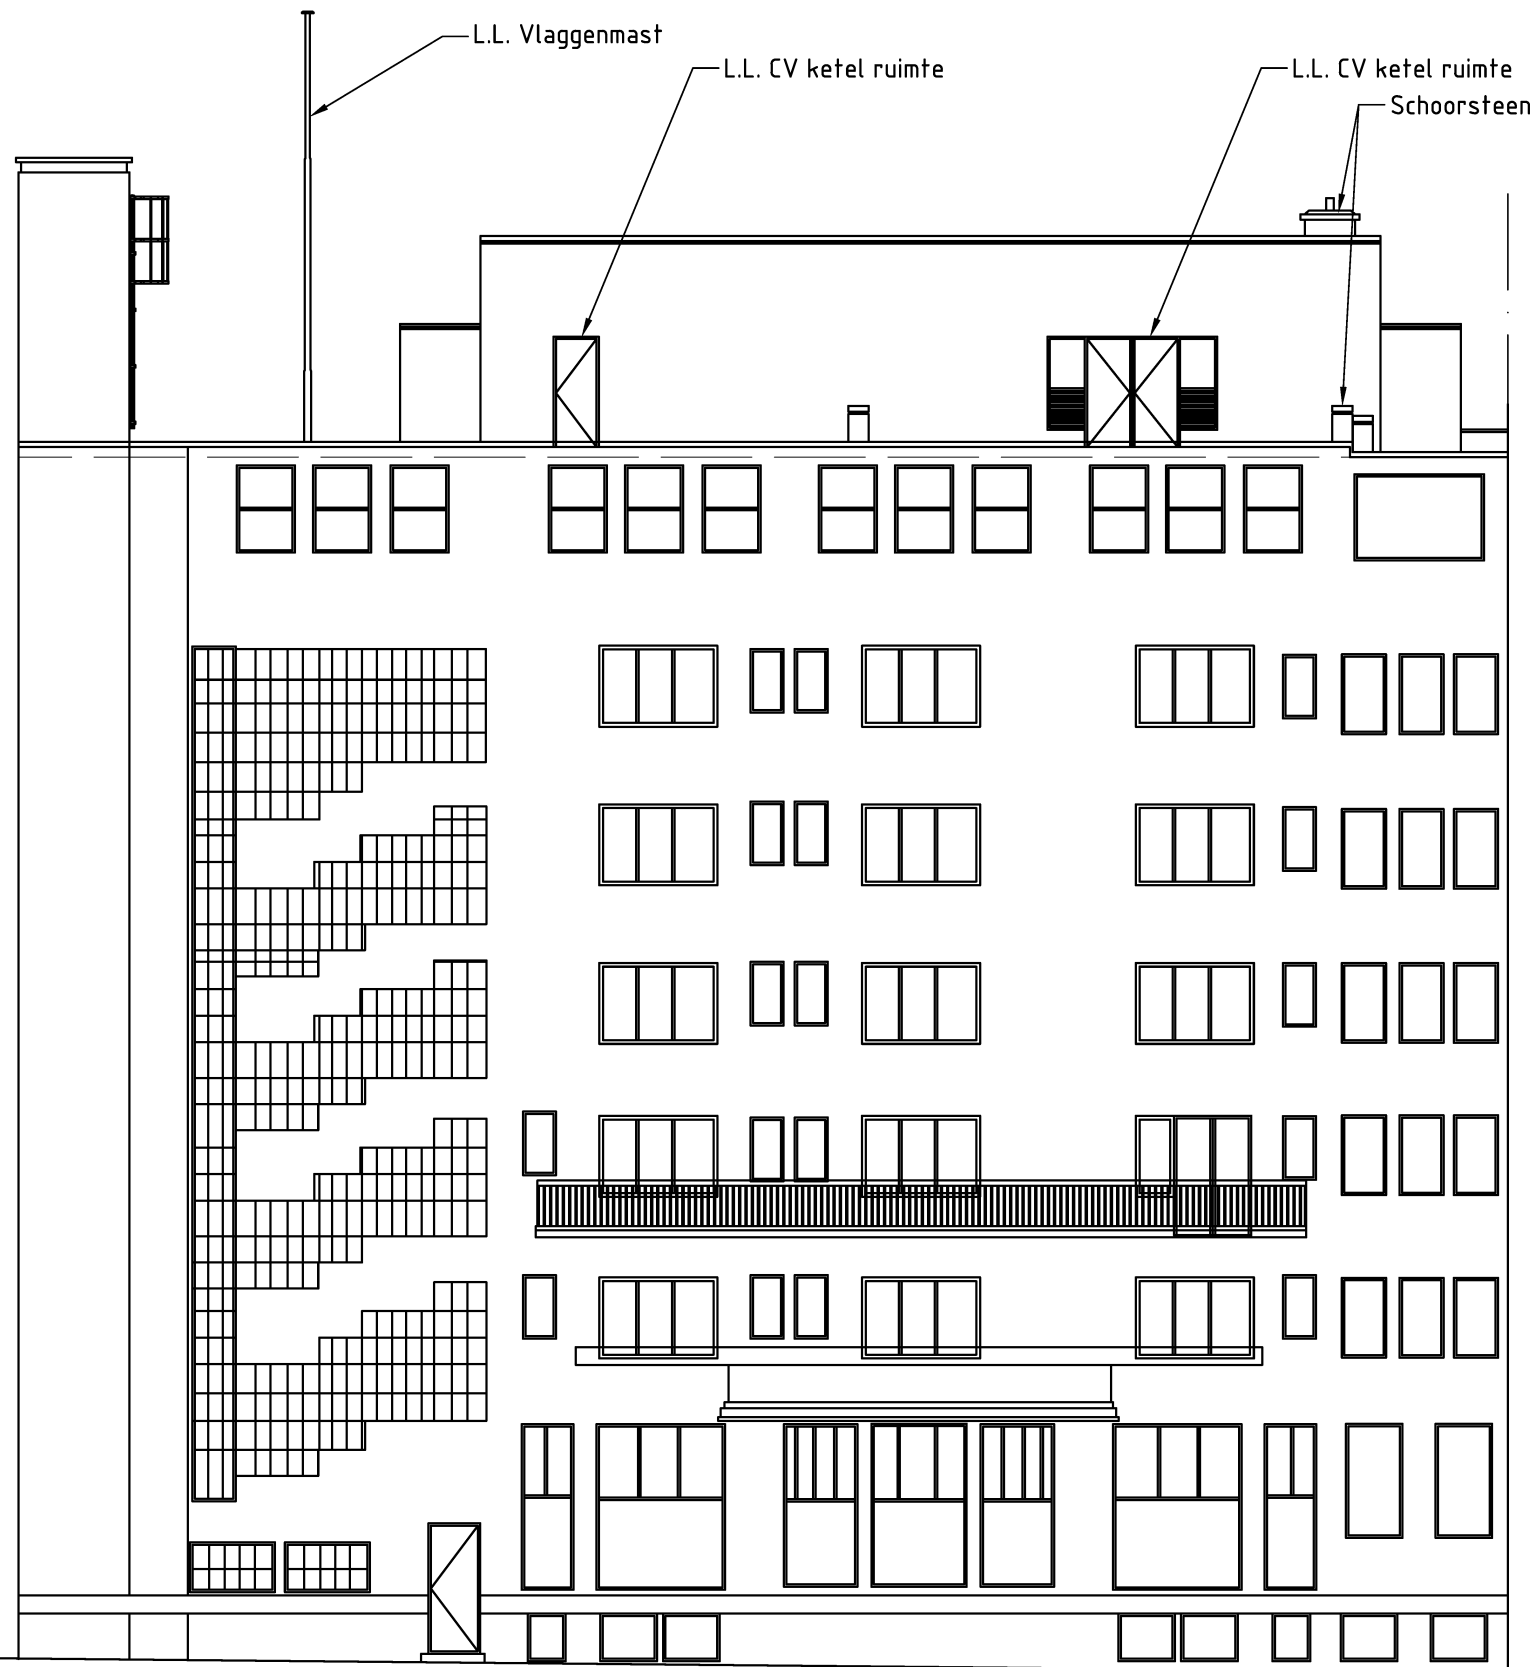 L.L. Vlaggenmast
L.L. CV ketel ruimte
L.L. CV ketel ruimte
Schoorsteen